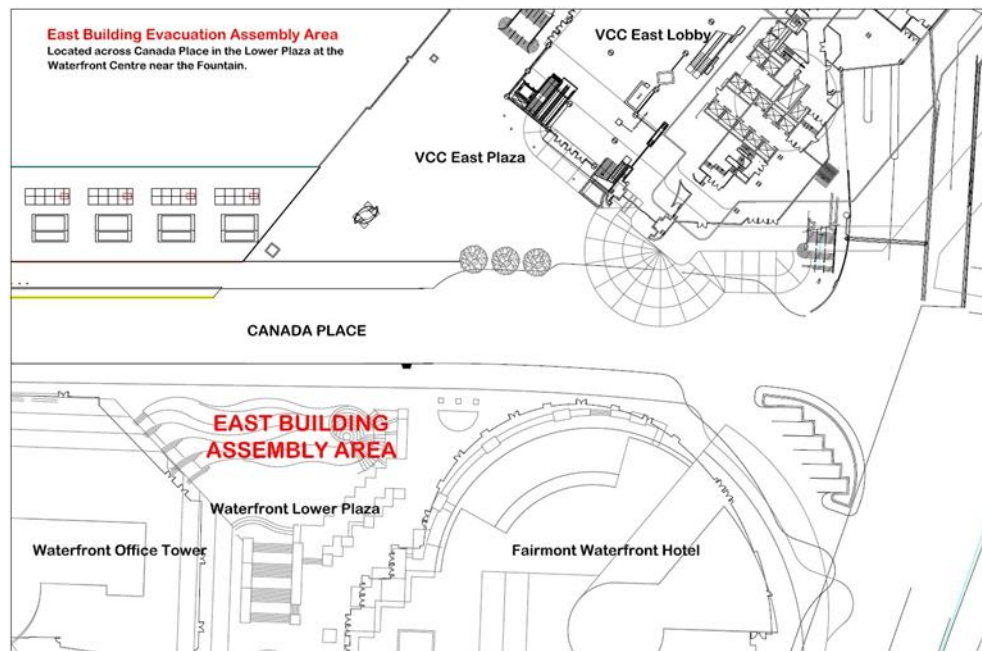 East Building Evacuation Assembly Area
Located across Canada Place in the Lower Plaza at the
Waterfront Centre near the Fountain.
VCC East Lobby
VCC East Plaza
CANADA PLACE
EAST BUILDING
ASSEMBLY AREA
Waterfront Lower Plaza
Waterfront Office Tower
Fairmont Waterfront Hotel